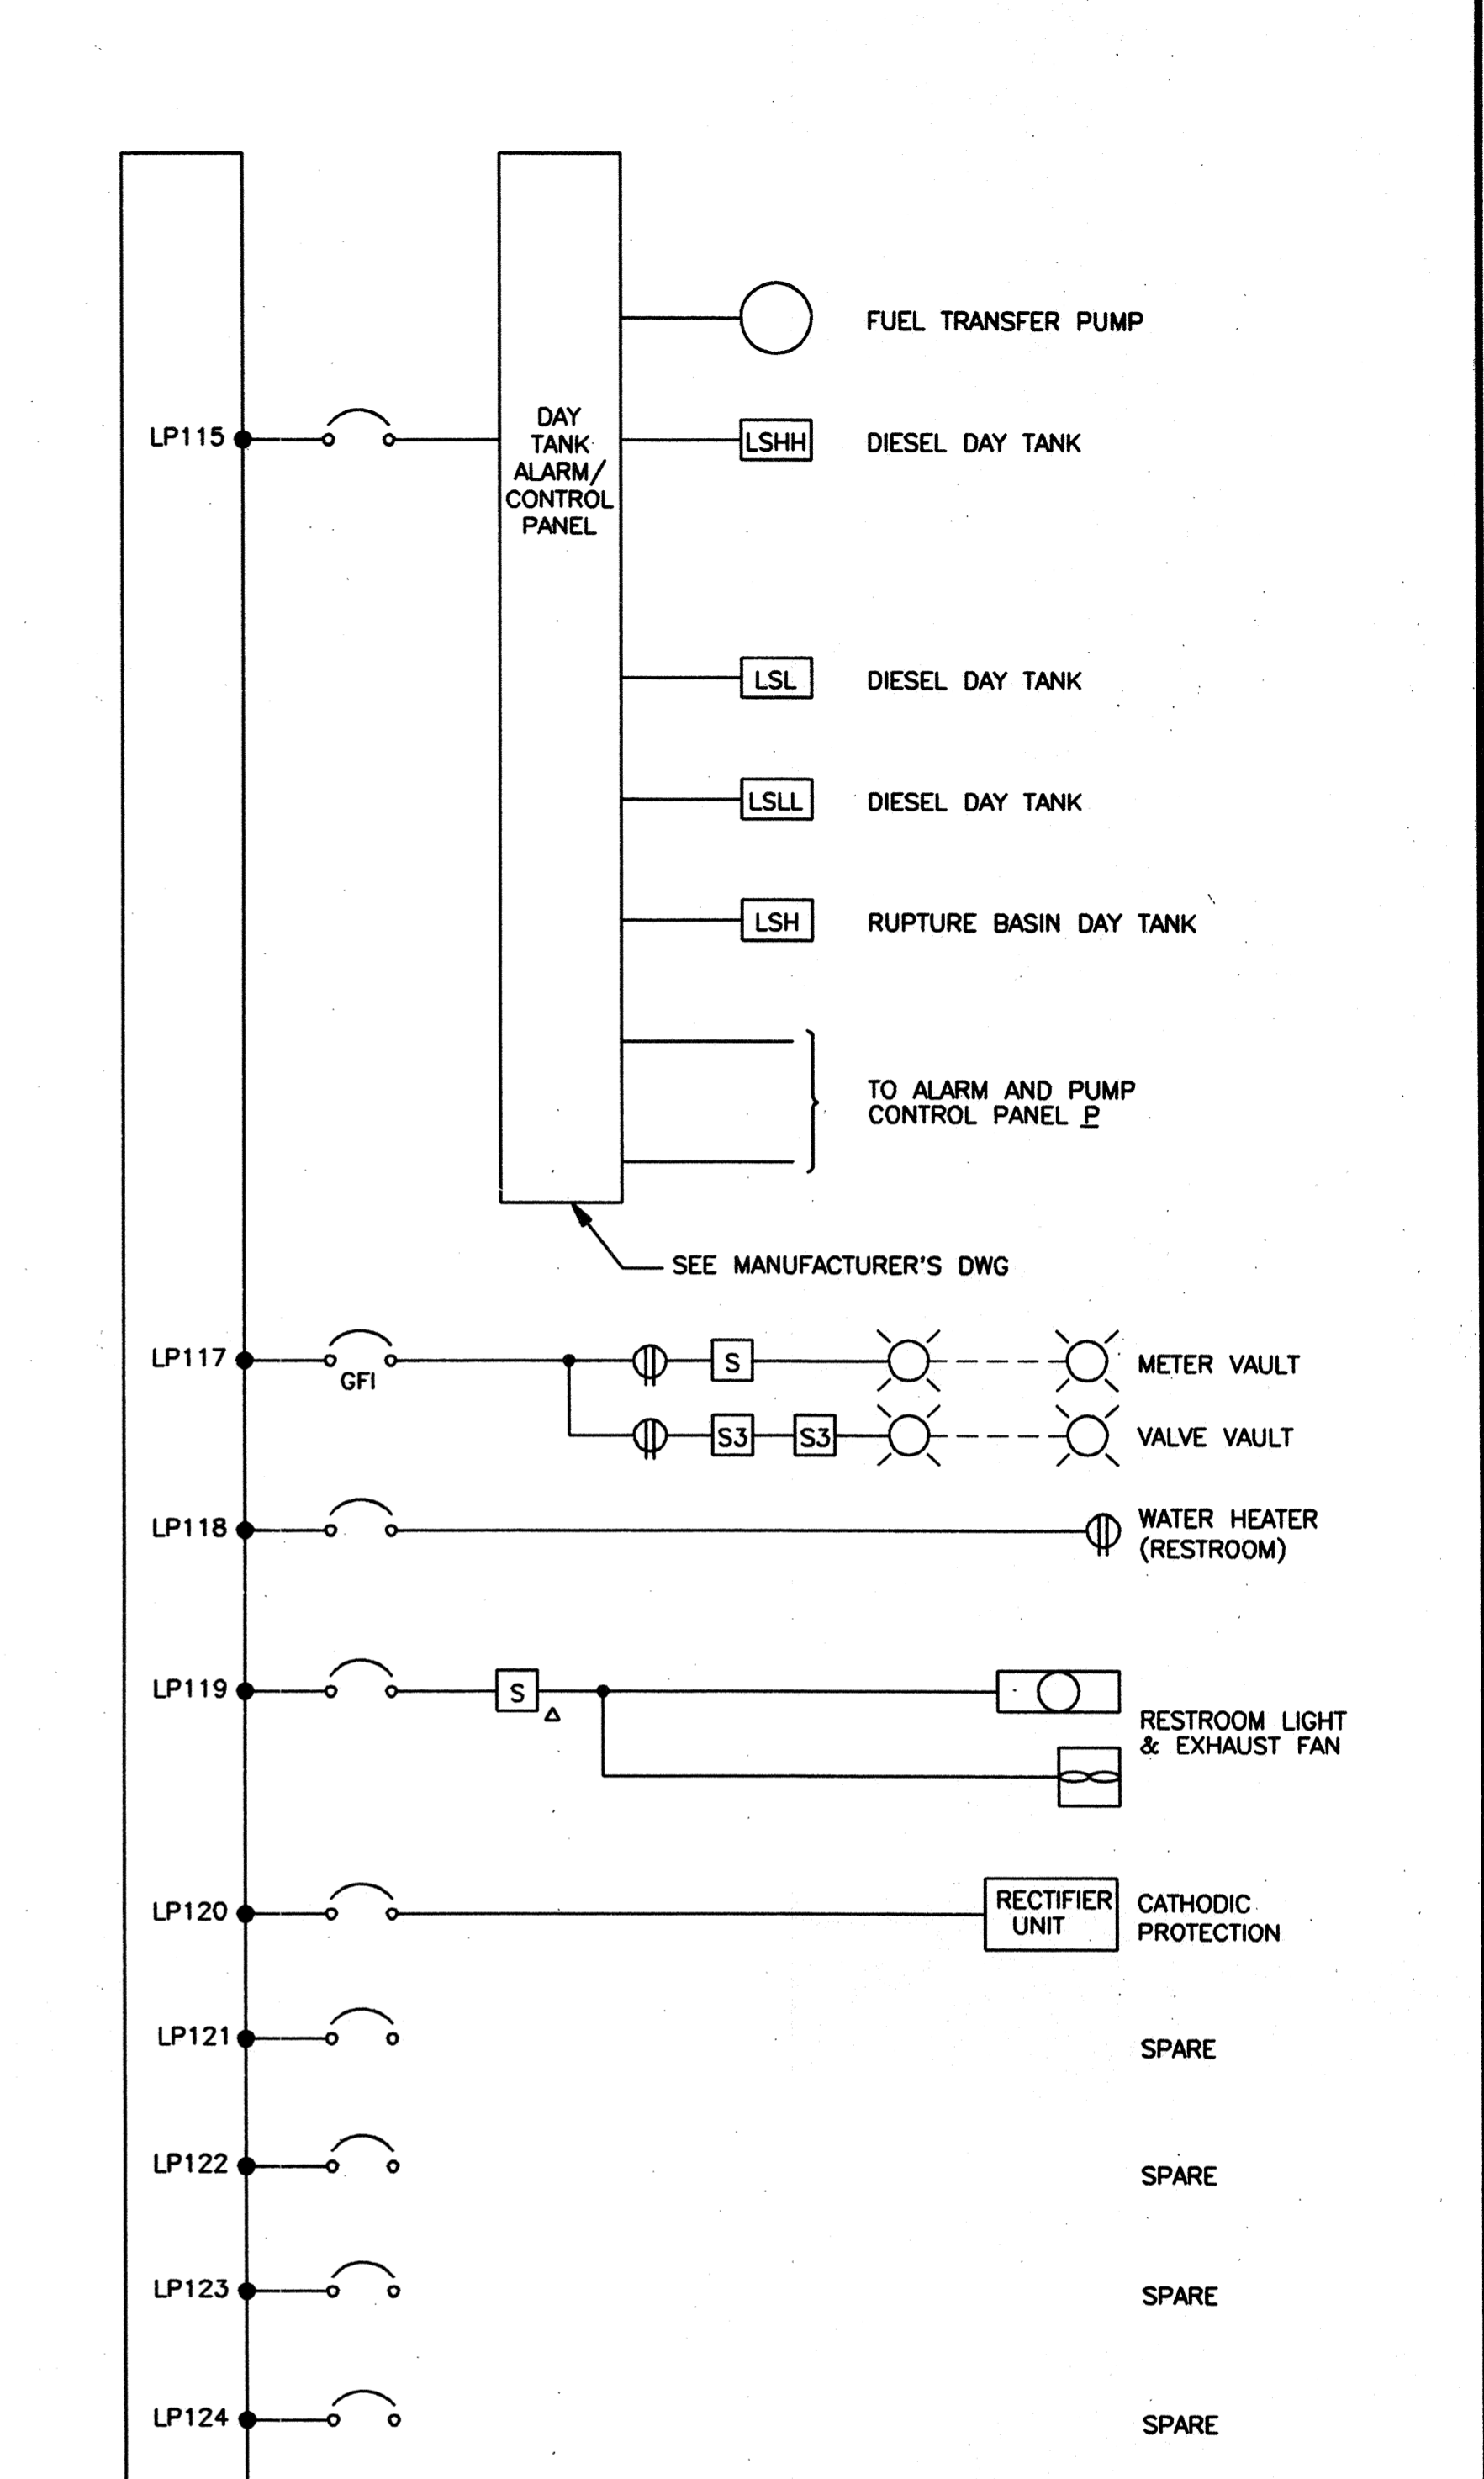 FUEL TRANSFER PUMP
LP115
DAY
TANK
ALARM/
CONTROL
PANEL
LSHH
DIESEL DAY TANK
LSL
DIESEL DAY TANK
LSLL
DIESEL DAY TANK
LSH
RUPTURE BASIN DAY TANK
TO ALARM AND PUMP
CONTROL PANEL P
SEE MANUFACTURER'S DWG
LP117
GFI
S
METER VAULT
S3 S3
VALVE VAULT
LP118
WATER HEATER
(RESTROOM)
LP119
S
RESTROOM LIGHT
& EXHAUST FAN
LP120
RECTIFIER
UNIT
CATHODIC
PROTECTION
LP121
SPARE
LP122
SPARE
LP123
SPARE
LP124
SPARE